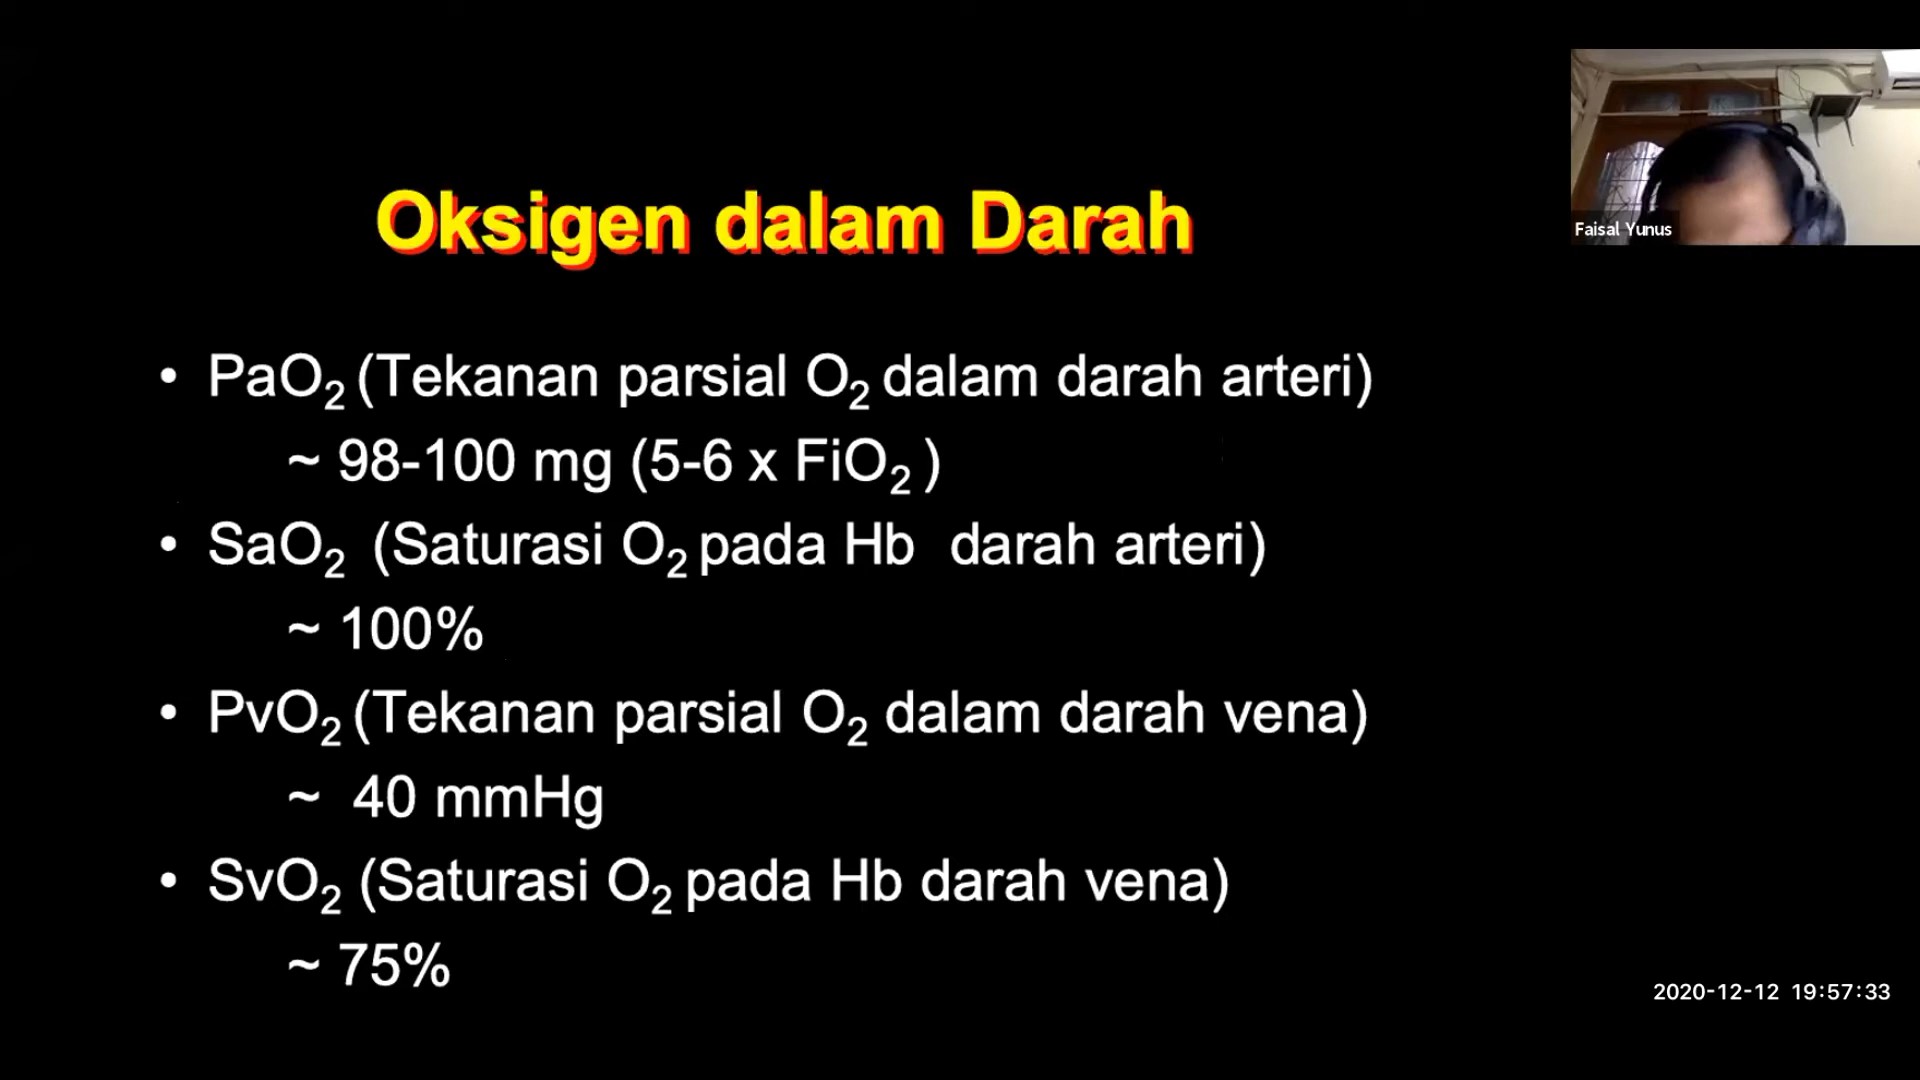 Oksigen dalam Darah
• PaO₂ (Tekanan parsial O₂ dalam darah arteri)
~ 98-100 mg (5-6 x FiO₂ )
• SaO₂ (Saturasi O₂ pada Hb darah arteri)
~ 100%
• PvO₂ (Tekanan parsial O₂ dalam darah vena)
~ 40 mmHg
• SvO₂ (Saturasi O₂ pada Hb darah vena)
~ 75%
Faisal Yunus
2020-12-12 19:57:33